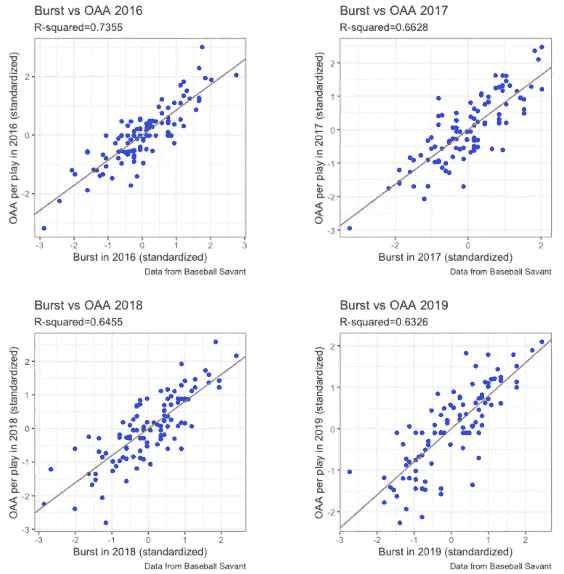 Burst vs OAA 2016
R-squared=0.7355
OAA per play in 2016 (standardized)
2
0
-2
-3 -2 -1 0 1 2 3
Burst in 2016 (standardized)
Data from Baseball Savant
Burst vs OAA 2017
R-squared=0.6628
OAA per play in 2017 (standardized)
2
1
0
-1
-2
-3
-2 0 2
Burst in 2017 (standardized)
Data from Baseball Savant
Burst vs OAA 2018
R-squared=0.6455
OAA per play in 2018 (standardized)
2
1
0
-1
-2
-3
-3 -2 -1 0 1 2
Burst in 2018 (standardized)
Data from Baseball Savant
Burst vs OAA 2019
R-squared=0.6326
OAA per play in 2019 (standardized)
2
1
0
-1
-2
-3 -2 -1 0 1 2
Burst in 2019 (standardized)
Data from Baseball Savant